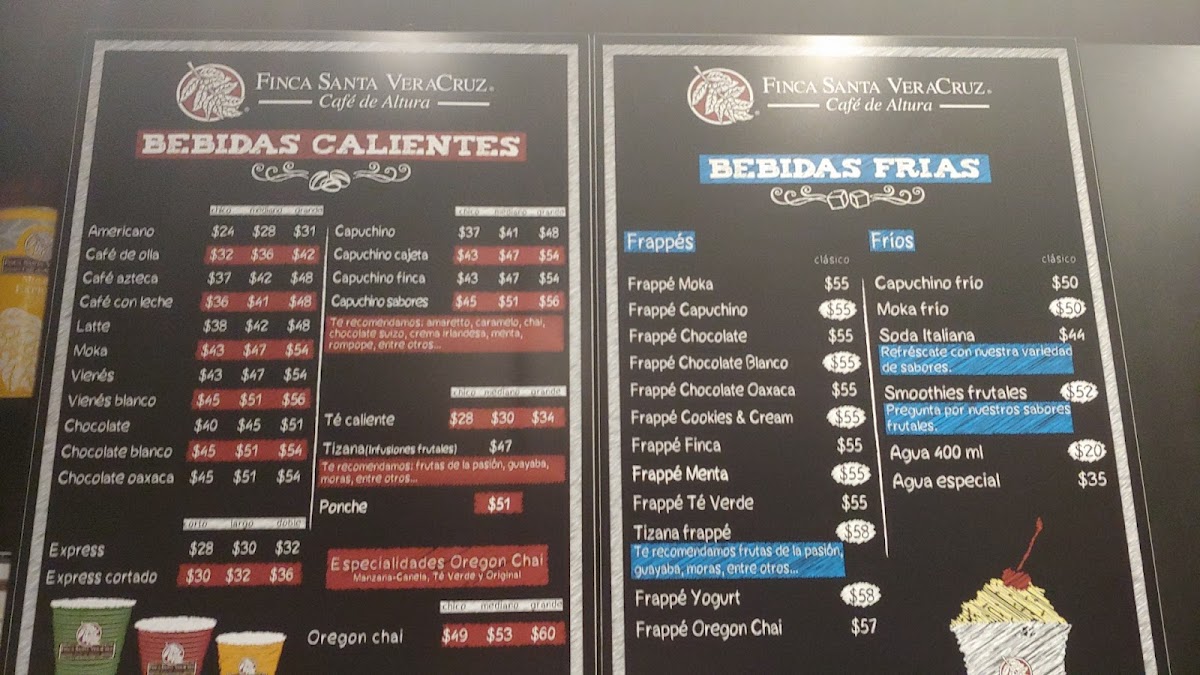 FINCA SANTA VERACRUZ®
Café de Altura
BEBIDAS CALIENTES
chico mediano grande
Americano $24 $28 $31
Café de olla $32 $36 $42
Café azteca $37 $42 $48
Café con leche $36 $41 $48
Latte $38 $42 $48
Moka $43 $47 $54
Vienés $43 $47 $54
Vienés blanco $45 $51 $56
Chocolate $40 $45 $51
Chocolate blanco $45 $51 $54
Chocolate oaxaca $45 $51 $54
corto largo doble
Express $28 $30 $32
Express cortado $30 $32 $36
chico mediano grande
Capuchino $37 $41 $48
Capuchino cajeta $43 $47 $54
Capuchino finca $43 $47 $54
Capuchino sabores $45 $51 $56
Te recomendamos: amaretto, caramelo, chai,
chocolate suizo, crema irlandesa, menta,
rompope, entre otros...
chico mediano grande
Té caliente $28 $30 $34
Tizana (Infusiones frutales) $47
Te recomendamos: frutas de la pasión, guayaba,
moras, entre otros...
Ponche $51
Especialidades Oregon Chai
Manzana-Canela, Té Verde y Original
chico mediano grande
Oregon chai $49 $53 $60
FINCA SANTA VERACRUZ®
Café de Altura
BEBIDAS FRIAS
Frappés
clásico
Frappé Moka $55
Frappé Capuchino $55
Frappé Chocolate $55
Frappé Chocolate Blanco $55
Frappé Chocolate Oaxaca $55
Frappé Cookies & Cream $55
Frappé Finca $55
Frappé Menta $55
Frappé Té Verde $55
Tizana frappé $58
Te recomendamos frutas de la pasión,
guayaba, moras, entre otros...
Frappé Yogurt $58
Frappé Oregon Chai $57
Fríos
clásico
Capuchino frío $50
Moka frío $50
Soda Italiana $44
Refréscate con nuestra variedad
de sabores.
Smoothies frutales $52
Pregunta por nuestros sabores
frutales.
Agua 400 ml $20
Agua especial $35